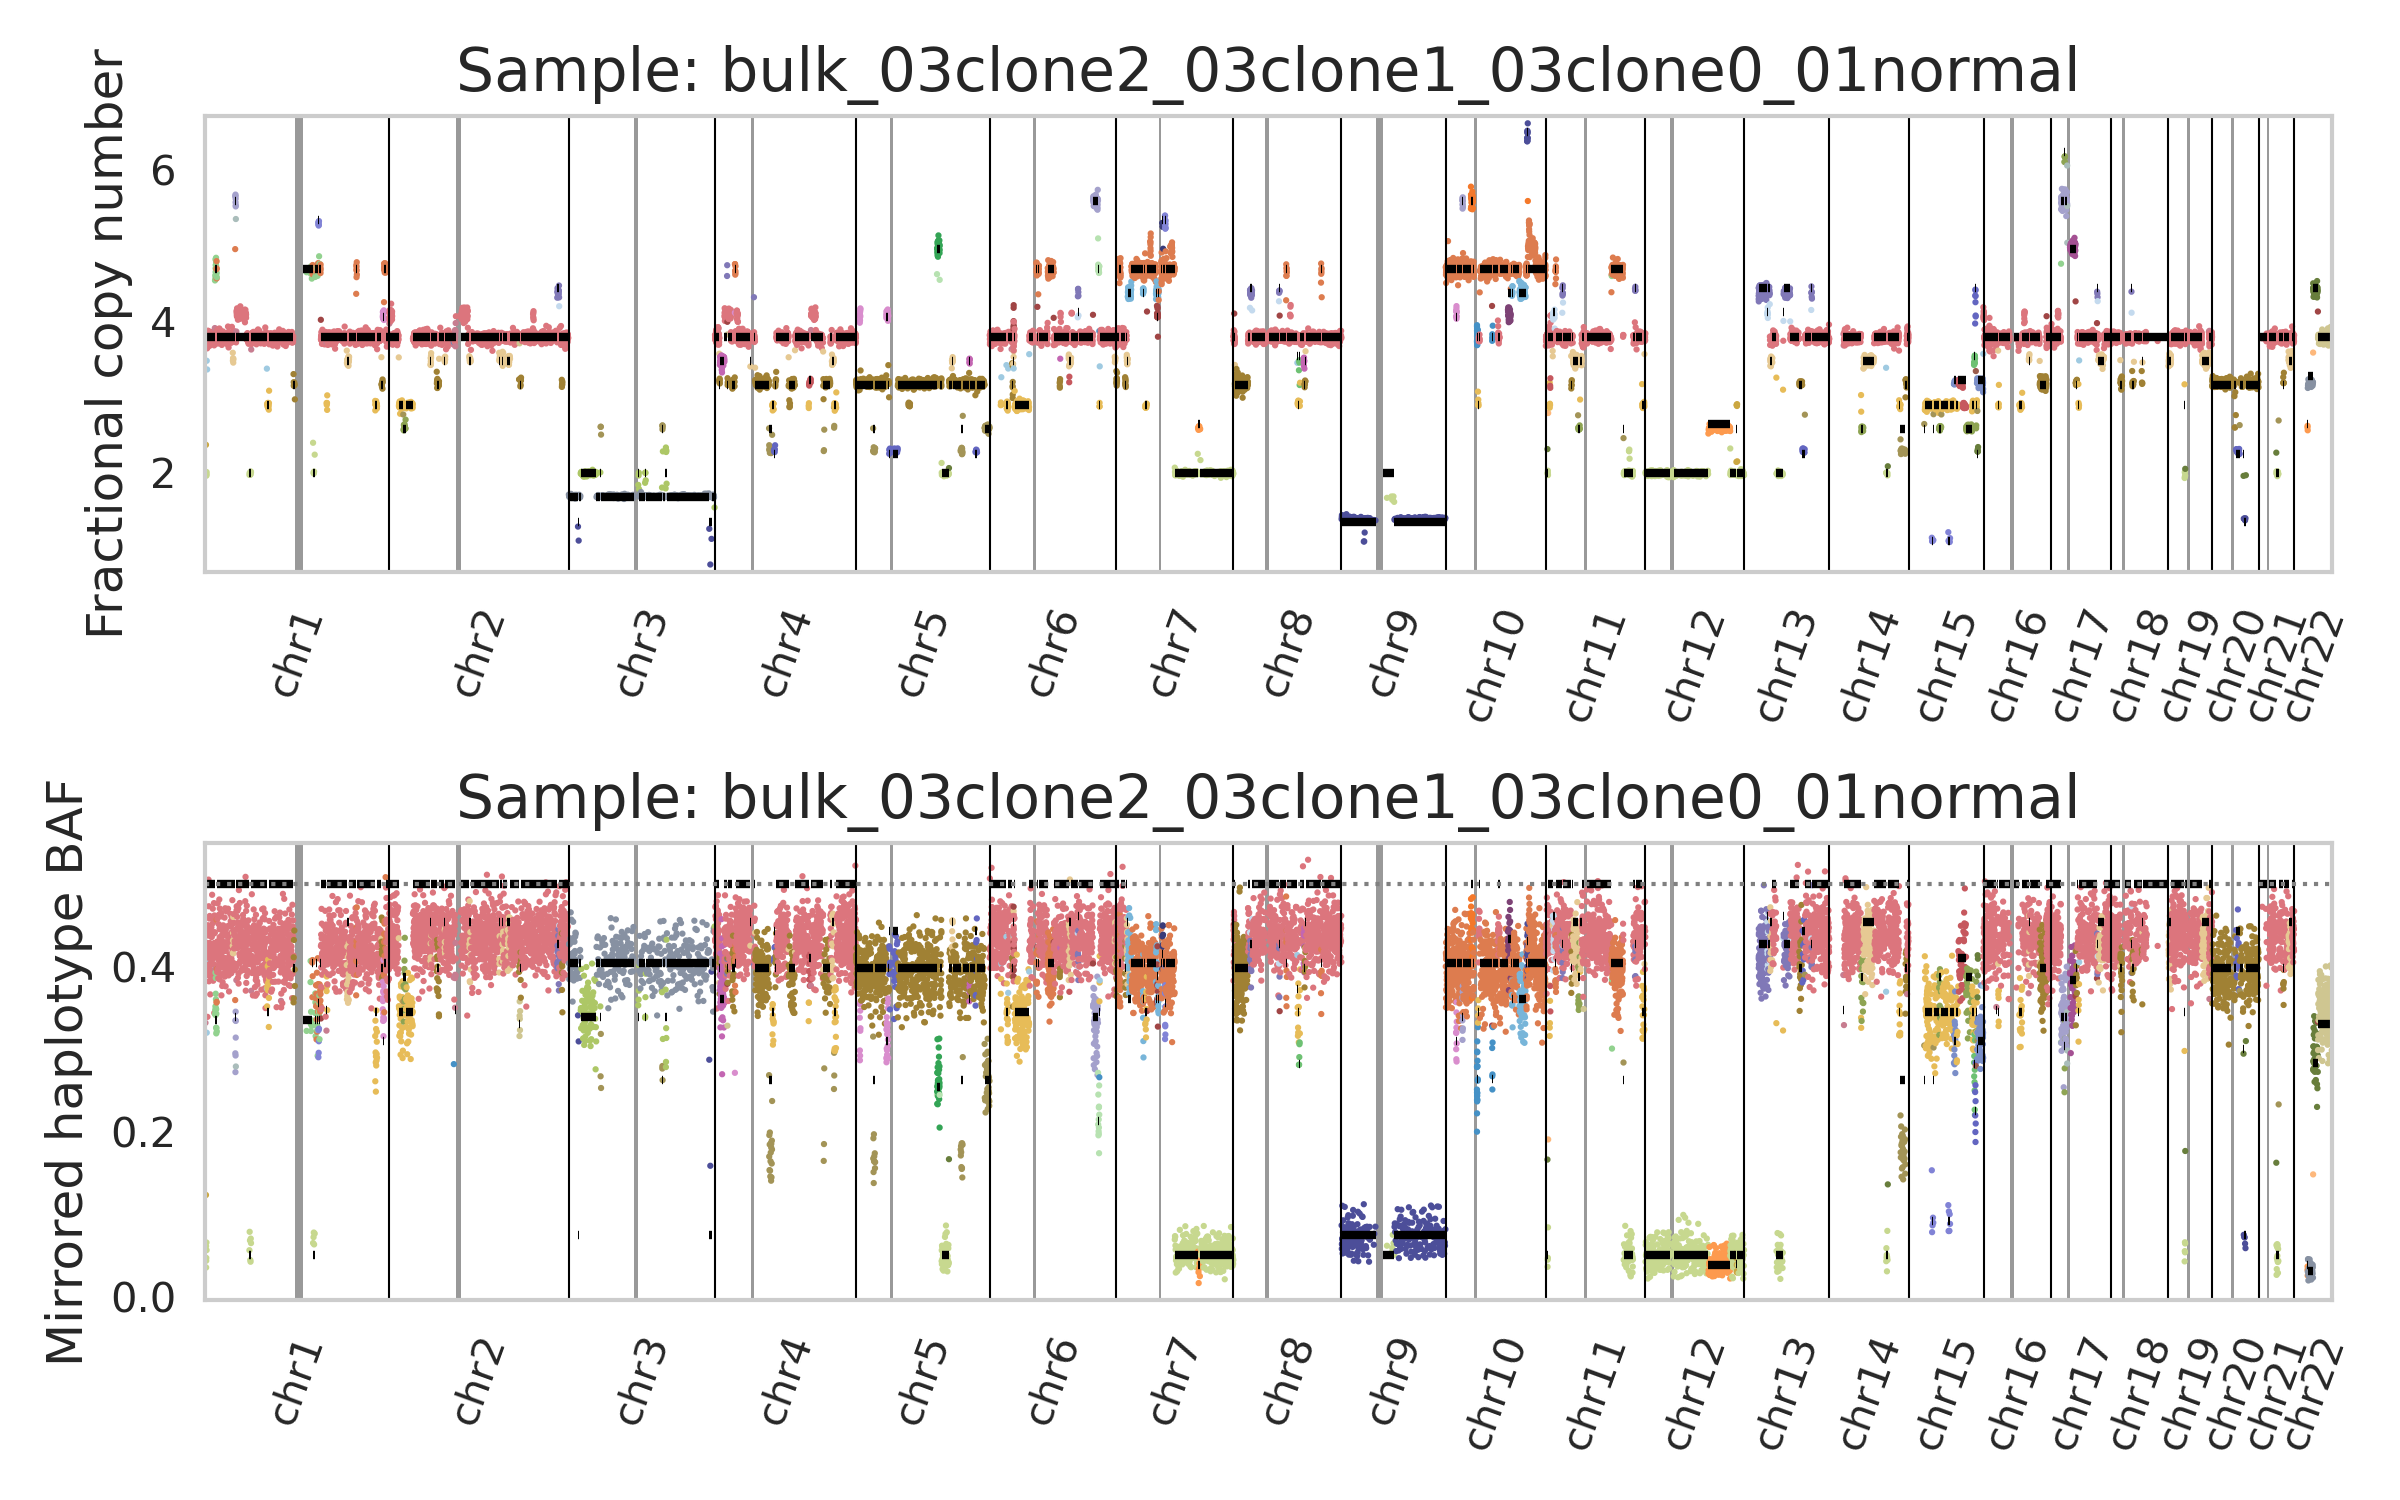 Sample: bulk_03clone2_03clone1_03clone0_01normal
Fractional copy number
6
4
2
chr1
chr2
chr3
chr4
chr5
chr6
chr7
chr8
chr9
chr10
chr11
chr12
chr13
chr14
chr15
chr16
chr17
chr18
chr19
chr20
chr21
chr22
Sample: bulk_03clone2_03clone1_03clone0_01normal
Mirrored haplotype BAF
0.4
0.2
0.0
chr1
chr2
chr3
chr4
chr5
chr6
chr7
chr8
chr9
chr10
chr11
chr12
chr13
chr14
chr15
chr16
chr17
chr18
chr19
chr20
chr21
chr22